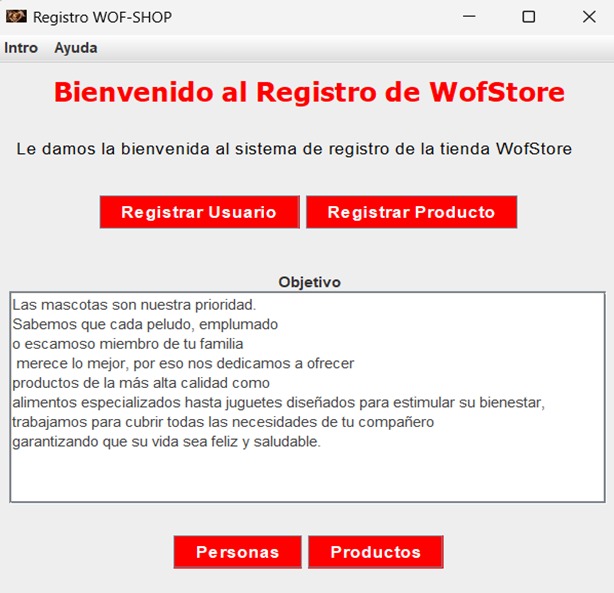 Registro WOF-SHOP
Intro Ayuda
Bienvenido al Registro de WofStore
Le damos la bienvenida al sistema de registro de la tienda WofStore
Registrar Usuario Registrar Producto
Objetivo
Las mascotas son nuestra prioridad.
Sabemos que cada peludo, emplumado
o escamoso miembro de tu familia
merece lo mejor, por eso nos dedicamos a ofrecer
productos de la más alta calidad como
alimentos especializados hasta juguetes diseñados para estimular su bienestar,
trabajamos para cubrir todas las necesidades de tu compañero
garantizando que su vida sea feliz y saludable.
Personas Productos